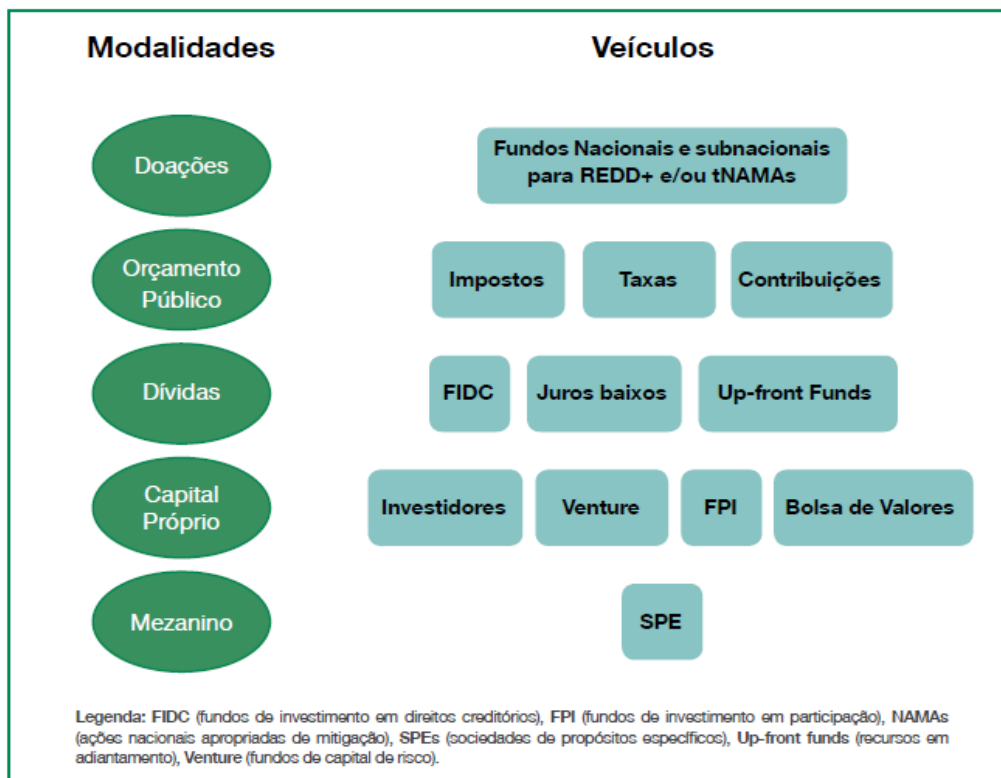 Modalidades Veículos
Doações
Fundos Nacionais e subnacionais
para REDD+ e/ou tNAMAs
Orçamento
Público
Impostos Taxas Contribuições
Dívidas
FIDC Juros baixos Up-front Funds
Capital
Próprio
Investidores Venture FPI Bolsa de Valores
Mezanino
SPE
Legenda: FIDC (fundos de investimento em direitos creditórios), FPI (fundos de investimento em participação), NAMAs
(ações nacionais apropriadas de mitigação), SPEs (sociedades de propósitos específicos), Up-front funds (recursos em
adiantamento), Venture (fundos de capital de risco).